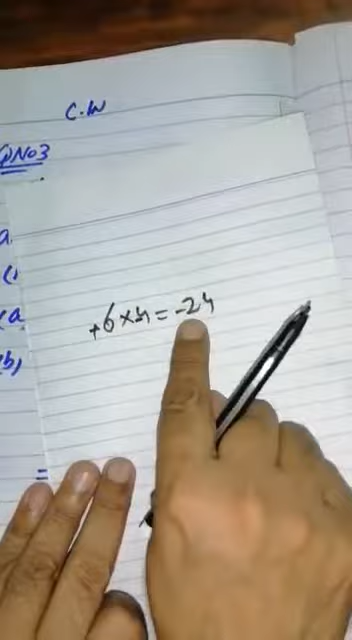 C.W
QNo3
a
(a
(b)
+6×4=-24
=